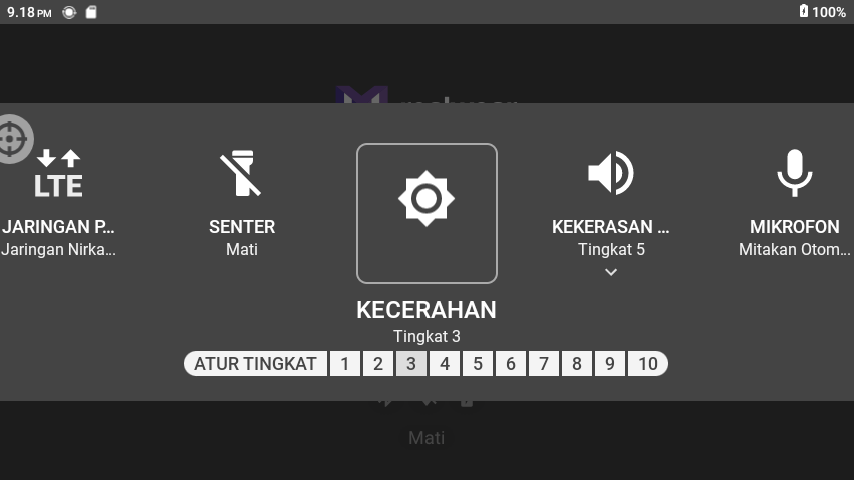 9.18 PM
100%
LTE
JARINGAN P...
Jaringan Nirka...
SENTER
Mati
KEKERASAN ...
Tingkat 5
MIKROFON
Mitakan Otom...
KECERAHAN
Tingkat 3
ATUR TINGKAT 1 2 3 4 5 6 7 8 9 10
Mati